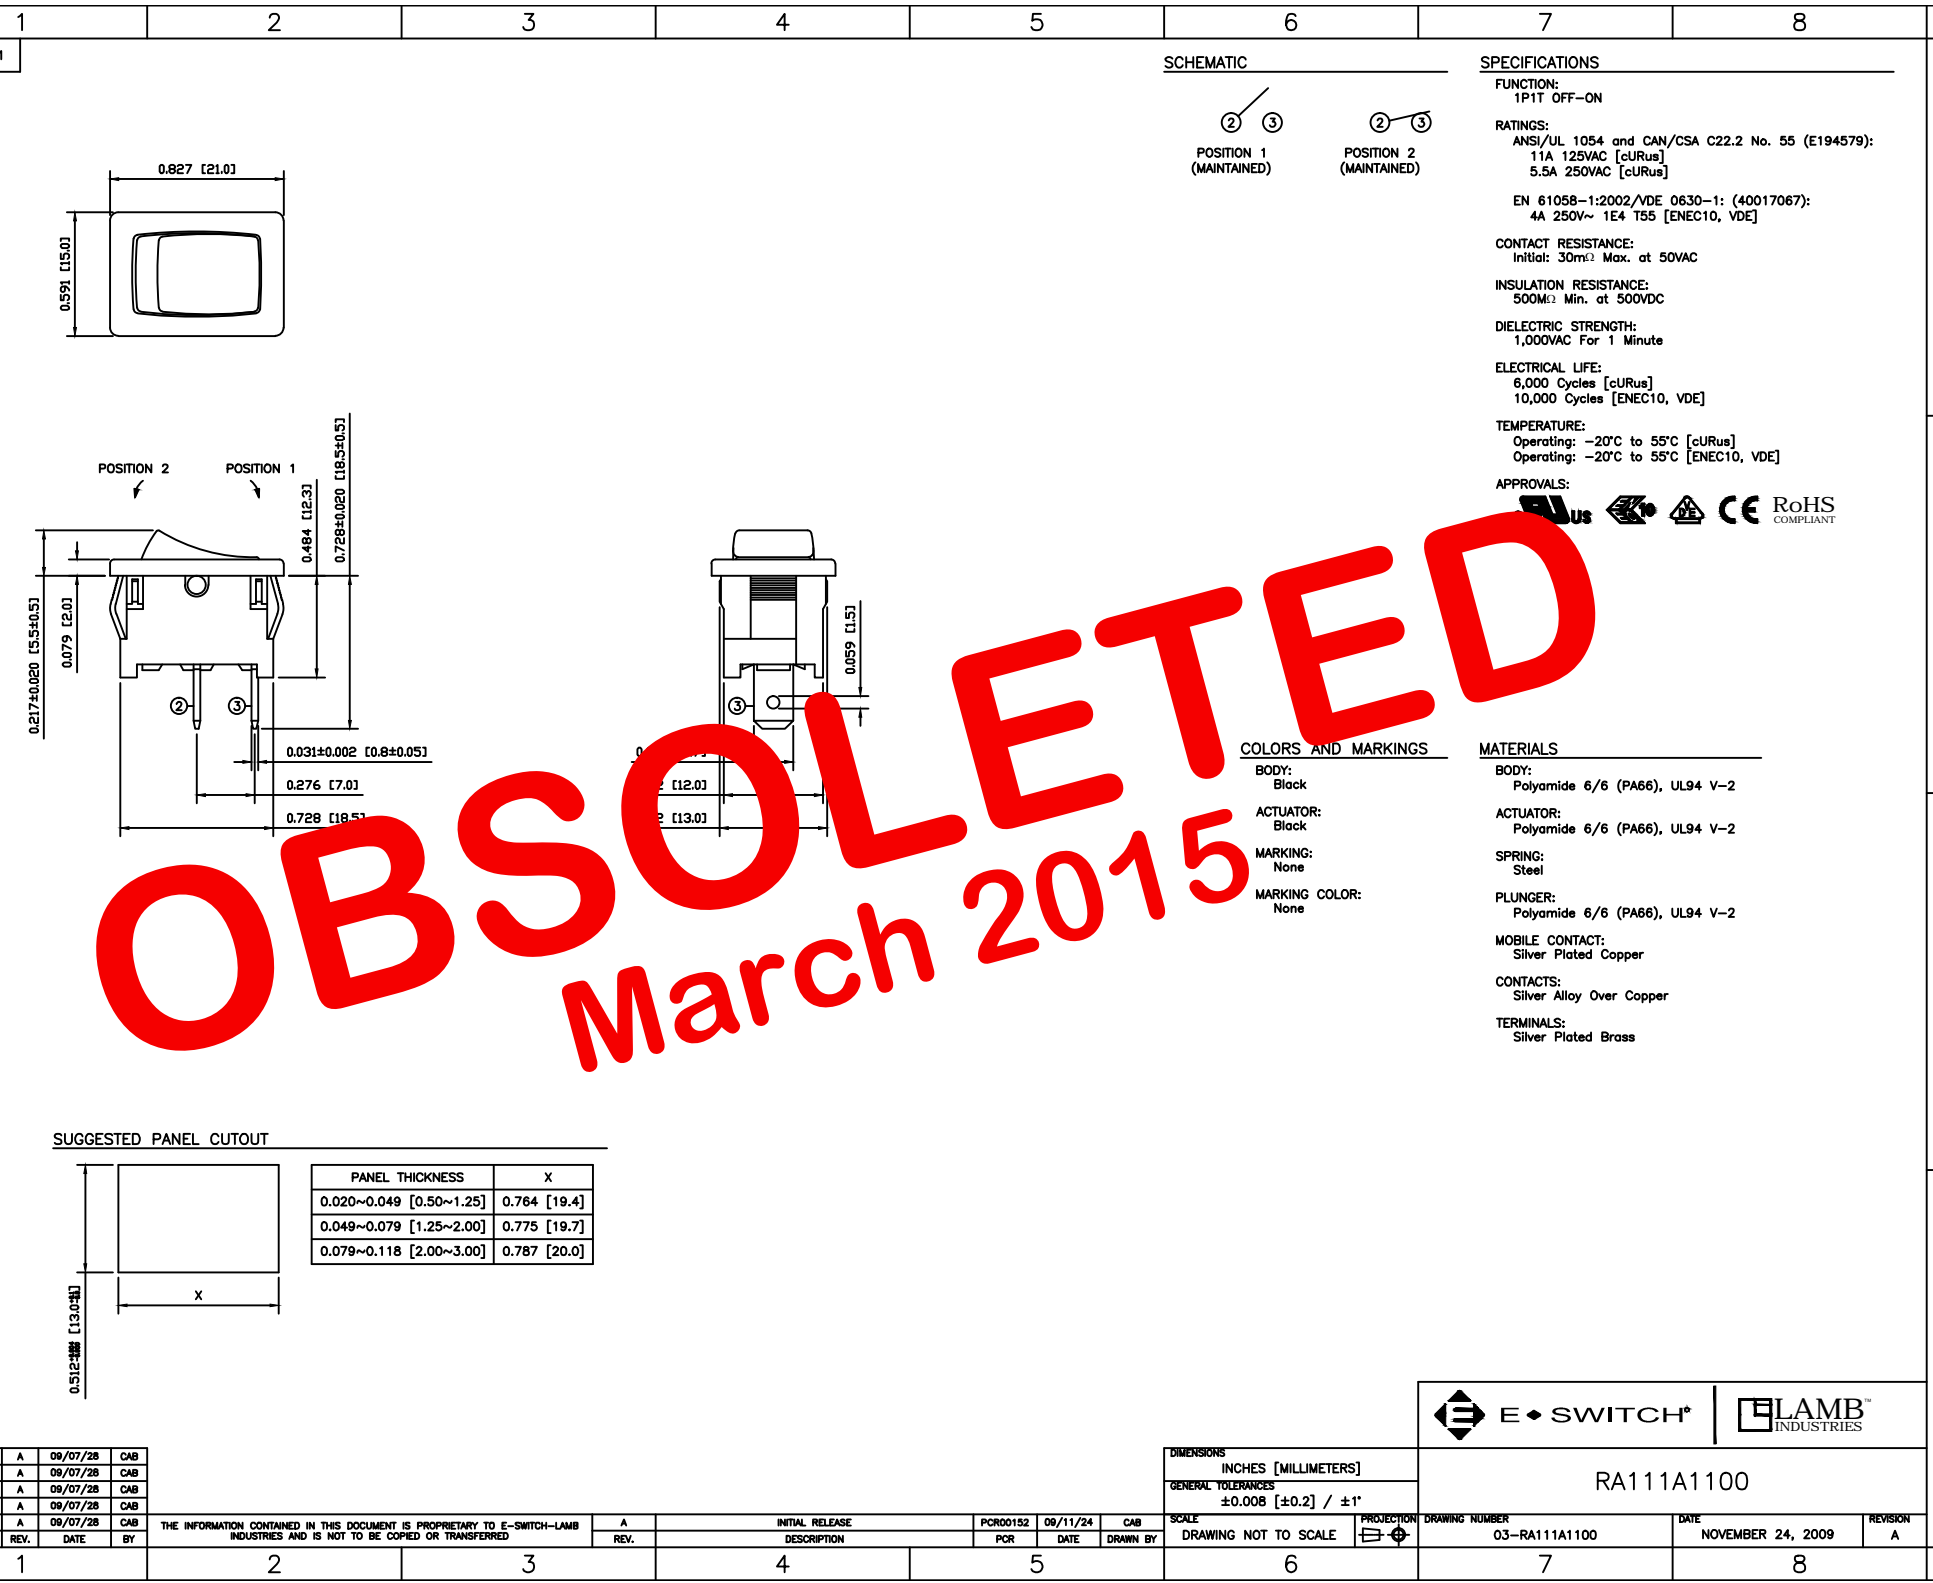 1 2 3 4 5 6 7 8
SCHEMATIC
2 3
POSITION 1
(MAINTAINED)
2 3
POSITION 2
(MAINTAINED)
SPECIFICATIONS
FUNCTION:
1P1T OFF-ON
RATINGS:
ANSI/UL 1054 and CAN/CSA C22.2 No. 55 (E194579):
11A 125VAC [cURus]
5.5A 250VAC [cURus]
EN 61058-1:2002/VDE 0630-1: (40017067):
4A 250V~ 1E4 T55 [ENEC10, VDE]
CONTACT RESISTANCE:
Initial: 30mΩ Max. at 50VAC
INSULATION RESISTANCE:
500MΩ Min. at 500VDC
DIELECTRIC STRENGTH:
1,000VAC For 1 Minute
ELECTRICAL LIFE:
6,000 Cycles [cURus]
10,000 Cycles [ENEC10, VDE]
TEMPERATURE:
Operating: -20°C to 55°C [cURus]
Operating: -20°C to 55°C [ENEC10, VDE]
APPROVALS:
US 10 VDE CE RoHS
COMPLIANT
0.827 [21.0]
0.591 [15.0]
POSITION 2 POSITION 1
0.484 [12.3]
0.728±0.020 [18.5±0.5]
0.217±0.020 [5.5±0.5]
0.079 [2.0]
2 3
0.031±0.002 [0.8±0.05]
0.276 [7.0]
0.728 [18.5]
0.059 [1.5]
3
[12.0]
[13.0]
OBSOLETED
March 2015
COLORS AND MARKINGS
BODY:
Black
ACTUATOR:
Black
MARKING:
None
MARKING COLOR:
None
MATERIALS
BODY:
Polyamide 6/6 (PA66), UL94 V-2
ACTUATOR:
Polyamide 6/6 (PA66), UL94 V-2
SPRING:
Steel
PLUNGER:
Polyamide 6/6 (PA66), UL94 V-2
MOBILE CONTACT:
Silver Plated Copper
CONTACTS:
Silver Alloy Over Copper
TERMINALS:
Silver Plated Brass
SUGGESTED PANEL CUTOUT
PANEL THICKNESS X
0.020~0.049 [0.50~1.25] 0.764 [19.4]
0.049~0.079 [1.25~2.00] 0.775 [19.7]
0.079~0.118 [2.00~3.00] 0.787 [20.0]
X
0.512 [13.0
E SWITCH® LAMB™
INDUSTRIES
A 09/07/28 CAB
A 09/07/28 CAB
A 09/07/28 CAB
A 09/07/28 CAB
A 09/07/28 CAB
REV. DATE BY
THE INFORMATION CONTAINED IN THIS DOCUMENT IS PROPRIETARY TO E-SWITCH-LAMB
INDUSTRIES AND IS NOT TO BE COPIED OR TRANSFERRED
A INITIAL RELEASE PCR00152 09/11/24 CAB
REV. DESCRIPTION PCR DATE DRAWN BY
DIMENSIONS
INCHES [MILLIMETERS]
GENERAL TOLERANCES
±0.008 [±0.2] / ±1°
SCALE
DRAWING NOT TO SCALE
PROJECTION
RA111A1100
DRAWING NUMBER
03-RA111A1100
DATE
NOVEMBER 24, 2009
REVISION
A
1 2 3 4 5 6 7 8